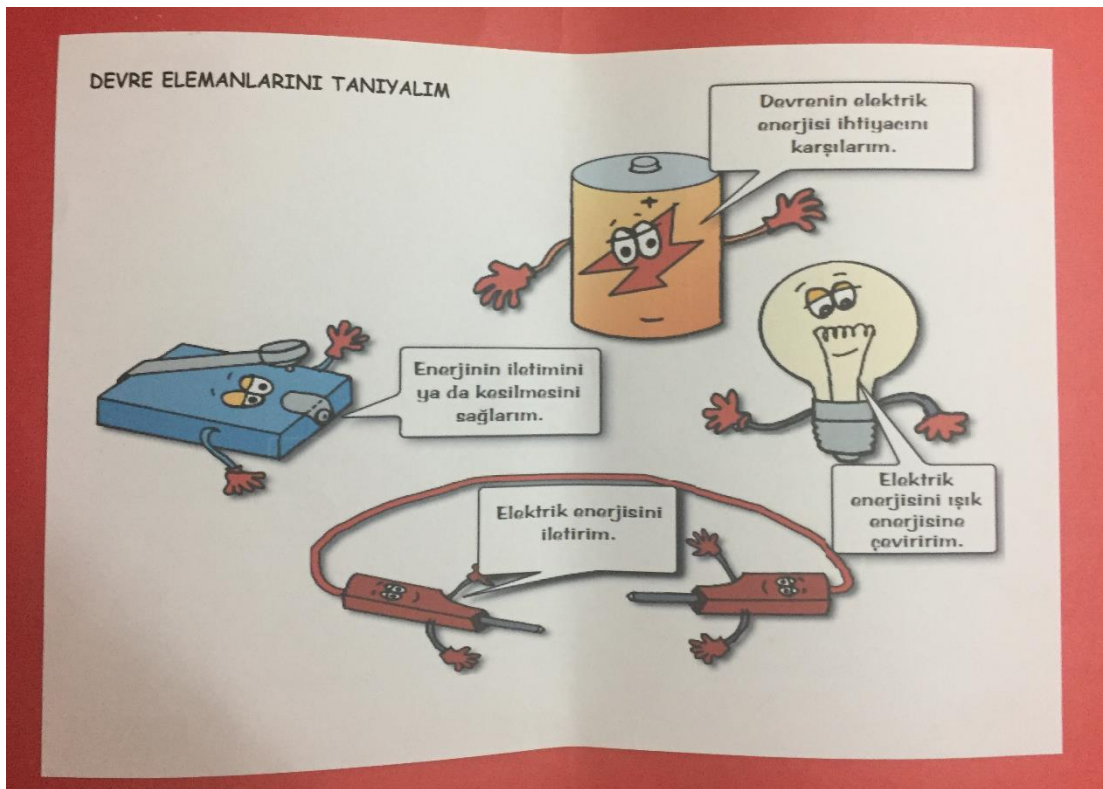 DEVRE ELEMANLARINI TANIYALIM
Devrenin elektrik
enerjisi ihtiyacını
karşılarım.
+
Enerjinin iletimini
ya da kesilmesini
sağlarım.
Elektrik
enerjisini ışık
enerjisine
çeviririm.
Elektrik enerjisini
iletirim.